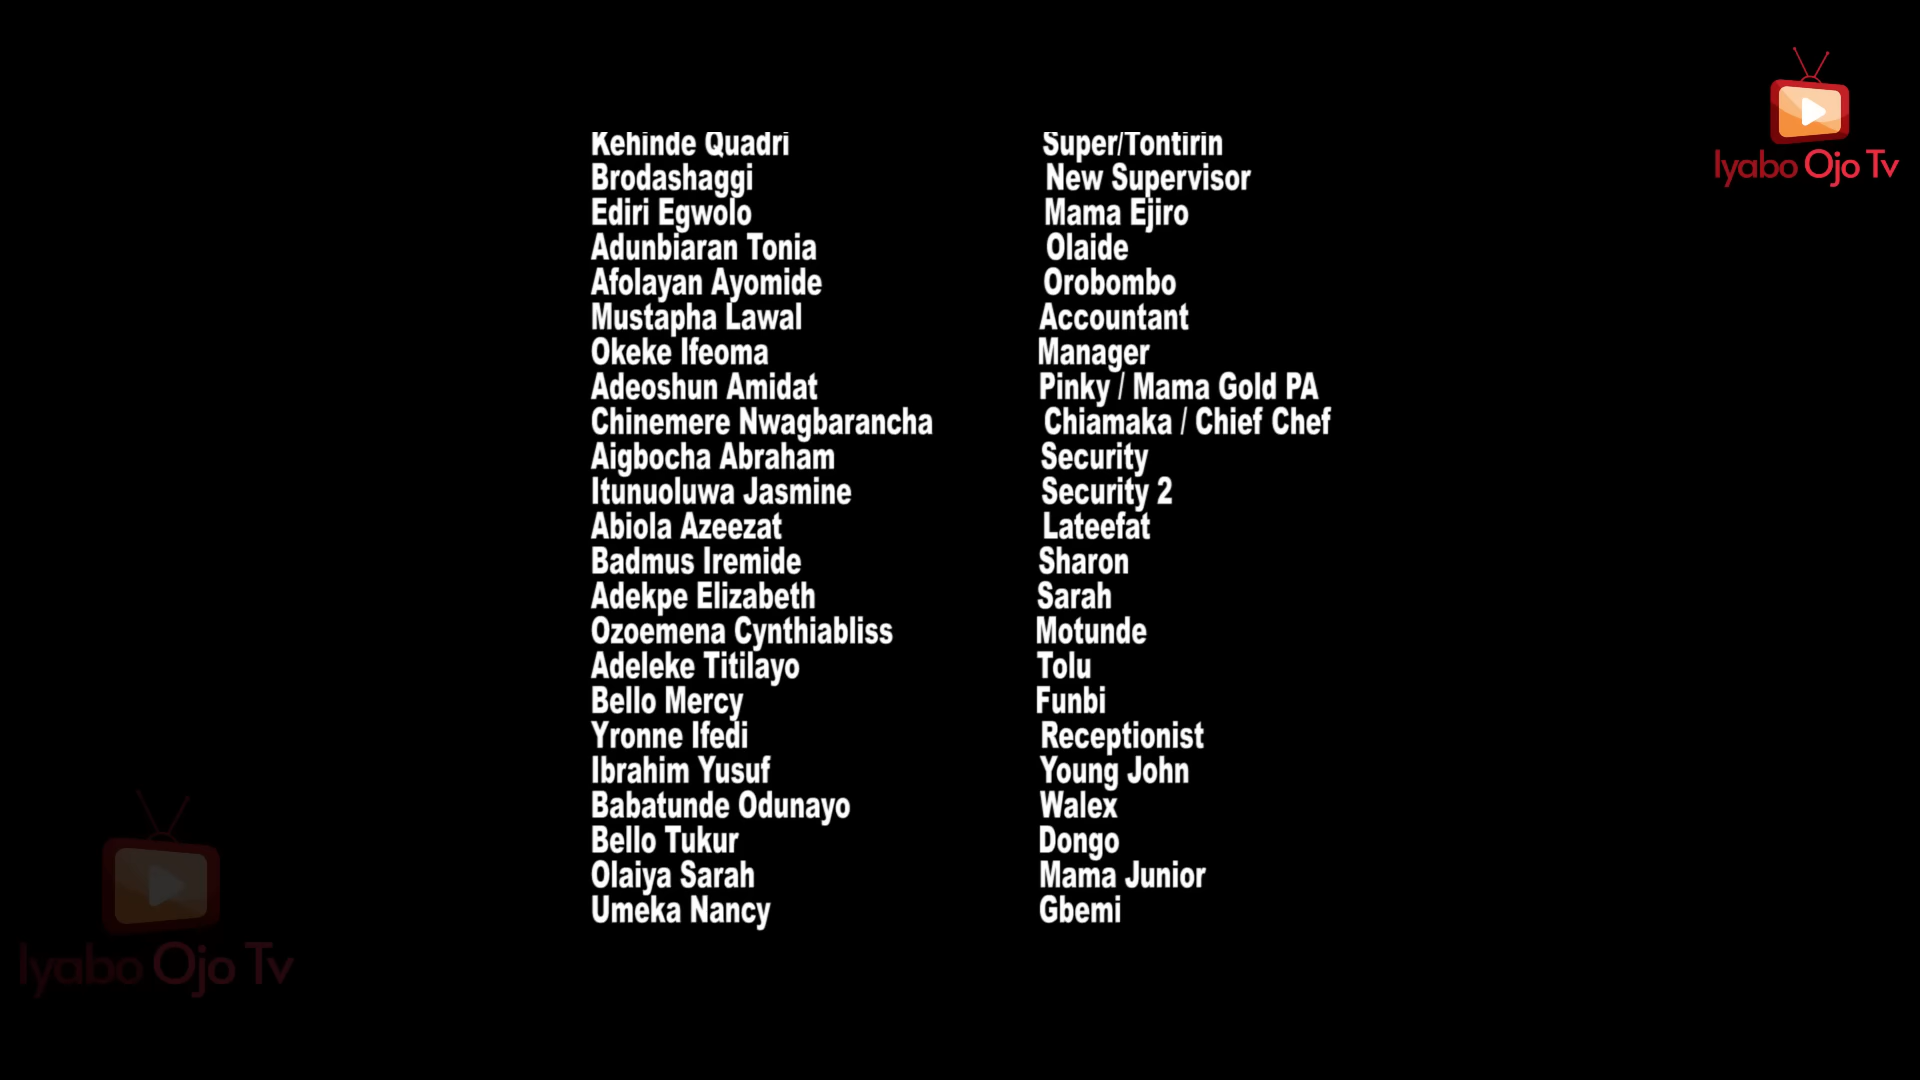 Iyabo Ojo Tv
Kehinde Quadri Super/Tontirin
Brodashaggi New Supervisor
Ediri Egwolo Mama Ejiro
Adunbiaran Tonia Olaide
Afolayan Ayomide Orobombo
Mustapha Lawal Accountant
Okeke Ifeoma Manager
Adeoshun Amidat Pinky / Mama Gold PA
Chinemere Nwagbarancha Chiamaka / Chief Chef
Aigbocha Abraham Security
Itunuoluwa Jasmine Security 2
Abiola Azeezat Lateefat
Badmus Iremide Sharon
Adekpe Elizabeth Sarah
Ozoemena Cynthiabliss Motunde
Adeleke Titilayo Tolu
Bello Mercy Funbi
Yronne Ifedi Receptionist
Ibrahim Yusuf Young John
Babatunde Odunayo Walex
Bello Tukur Dongo
Olaiya Sarah Mama Junior
Umeka Nancy Gbemi
Iyabo Ojo Tv